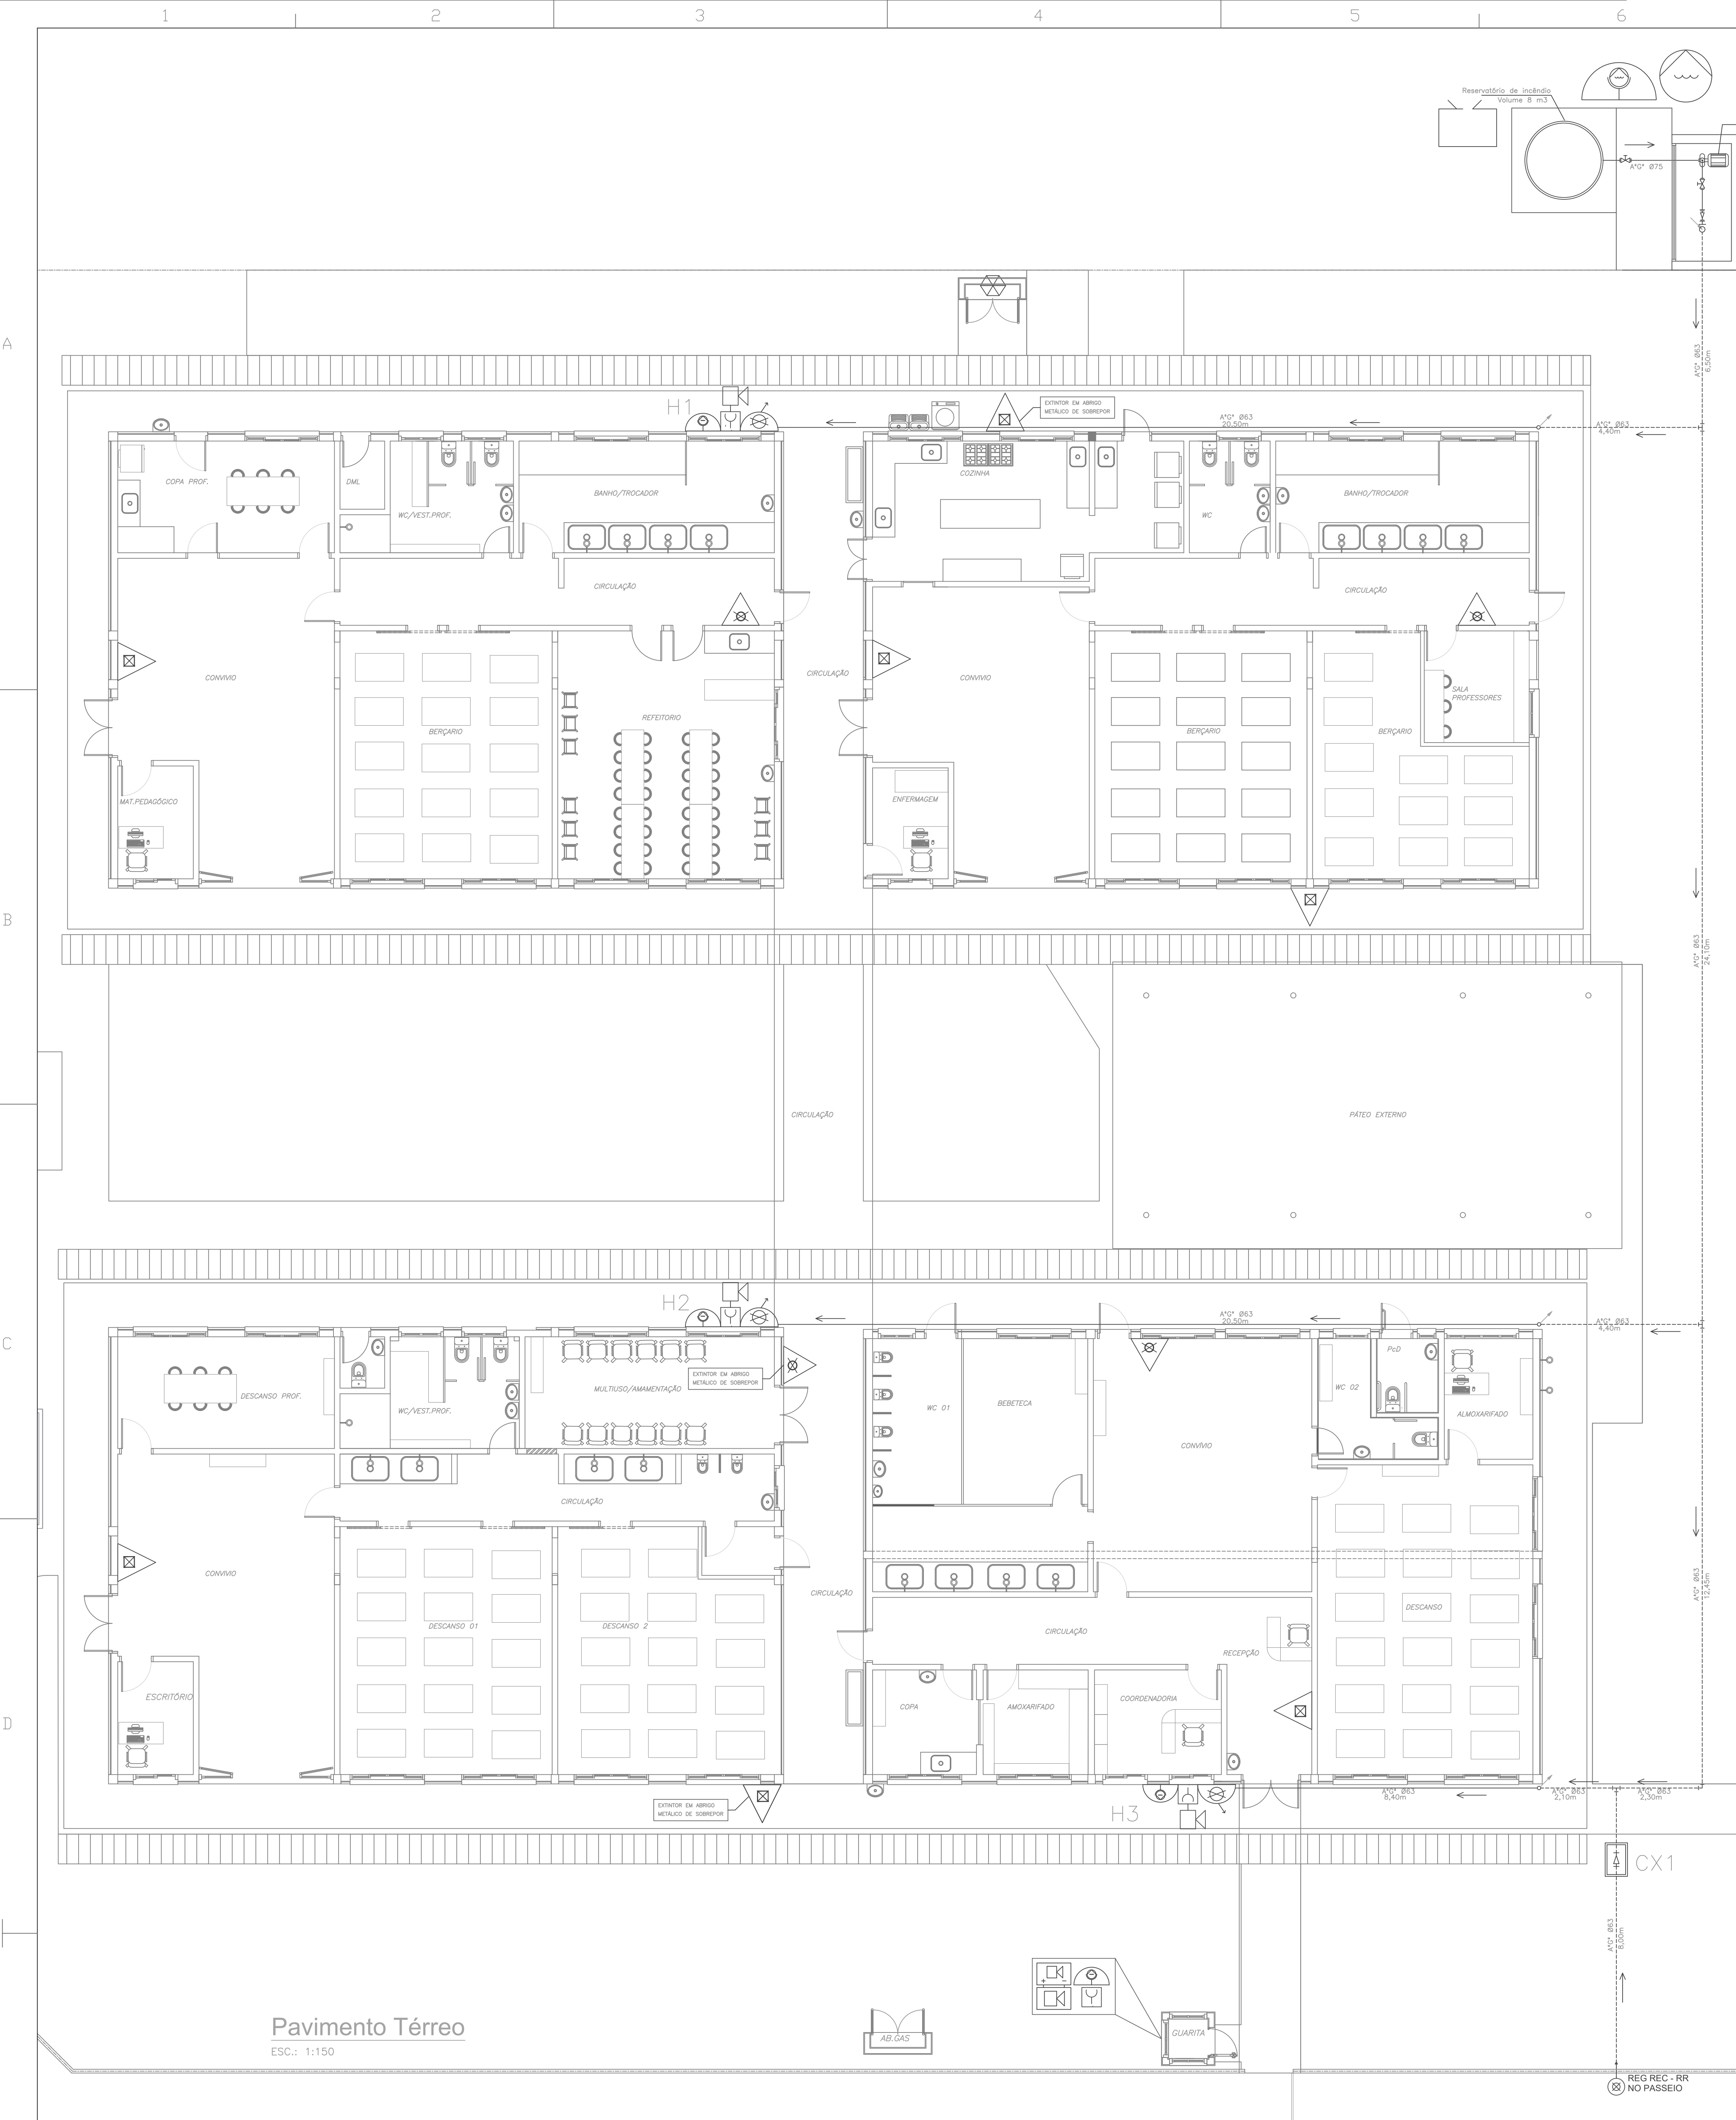 1
2
3
4
5
6
Reservatório de incêndio
Volume 8 m3
A°G° Ø75
A
A°G° Ø63
6,50m
H1
EXTINTOR EM ABRIGO
METÁLICO DE SOBREPOR
A°G° Ø63
20,50m
A°G° Ø63
4,40m
COPA PROF.
DML
WC/VEST.PROF.
BANHO/TROCADOR
COZINHA
WC
BANHO/TROCADOR
CIRCULAÇÃO
CIRCULAÇÃO
CONVIVIO
CIRCULAÇÃO
CONVIVIO
SALA
PROFESSORES
REFEITORIO
BERÇARIO
BERÇARIO
BERÇARIO
MAT.PEDAGÓGICO
ENFERMAGEM
B
A°G° Ø63
24,10m
CIRCULAÇÃO
PÁTEO EXTERNO
C
H2
A°G° Ø63
20,50m
A°G° Ø63
4,40m
DESCANSO PROF.
WC/VEST.PROF.
MULTIUSO/AMAMENTAÇÃO
EXTINTOR EM ABRIGO
METÁLICO DE SOBREPOR
WC 01
BEBETECA
CONVÍVIO
WC 02
PcD
ALMOXARIFADO
CIRCULAÇÃO
CONVIVIO
CIRCULAÇÃO
A°G° Ø63
12,45m
DESCANSO 01
DESCANSO 2
CIRCULAÇÃO
DESCANSO
RECEPÇÃO
D
ESCRITÓRIO
COPA
AMOXARIFADO
COORDENADORIA
EXTINTOR EM ABRIGO
METÁLICO DE SOBREPOR
H3
A°G° Ø63
8,40m
A°G° Ø63
2,10m
A°G° Ø63
2,30m
CX1
A°G° Ø63
8,00m
Pavimento Térreo
ESC.: 1:150
AB.GAS
GUARITA
REG REC - RR
NO PASSEIO